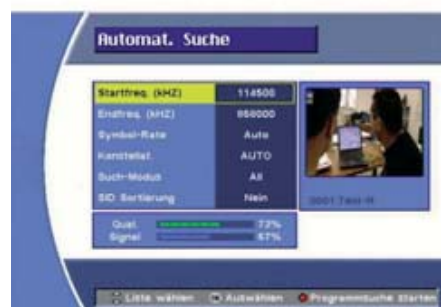 Automat. Suche
Startfreq. (kHZ) 114500
Endfreq. (kHZ) 858000
Symbol-Rate Auto
Konstellat. AUTO
Such-Modus All
SID Sortierung Nein
0001 Test-R
Qual. 73%
Signal 67%
Liste wählen Auswählen Programmsuche starten